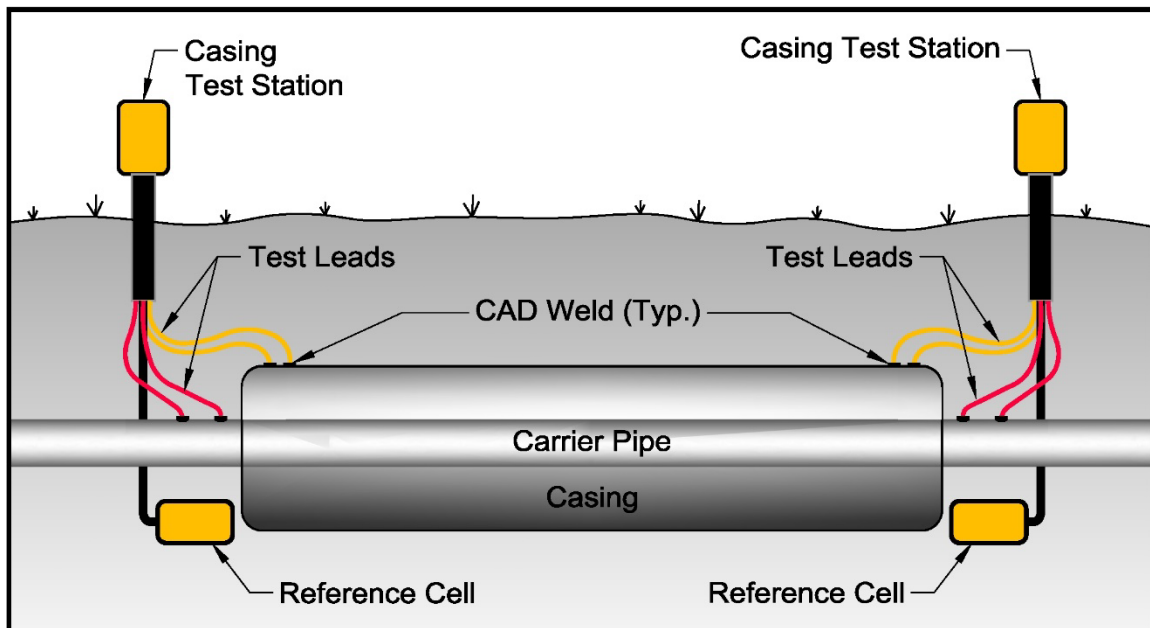 Casing
Test Station
Casing Test Station
Test Leads
Test Leads
CAD Weld (Typ.)
Carrier Pipe
Casing
Reference Cell
Reference Cell